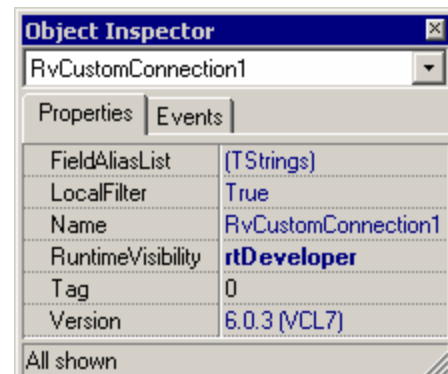 Object Inspector
RvCustomConnection1
Properties Events
FieldAliasList (TStrings)
LocalFilter True
Name RvCustomConnection1
RuntimeVisibility rtDeveloper
Tag 0
Version 6.0.3 (VCL7)
All shown